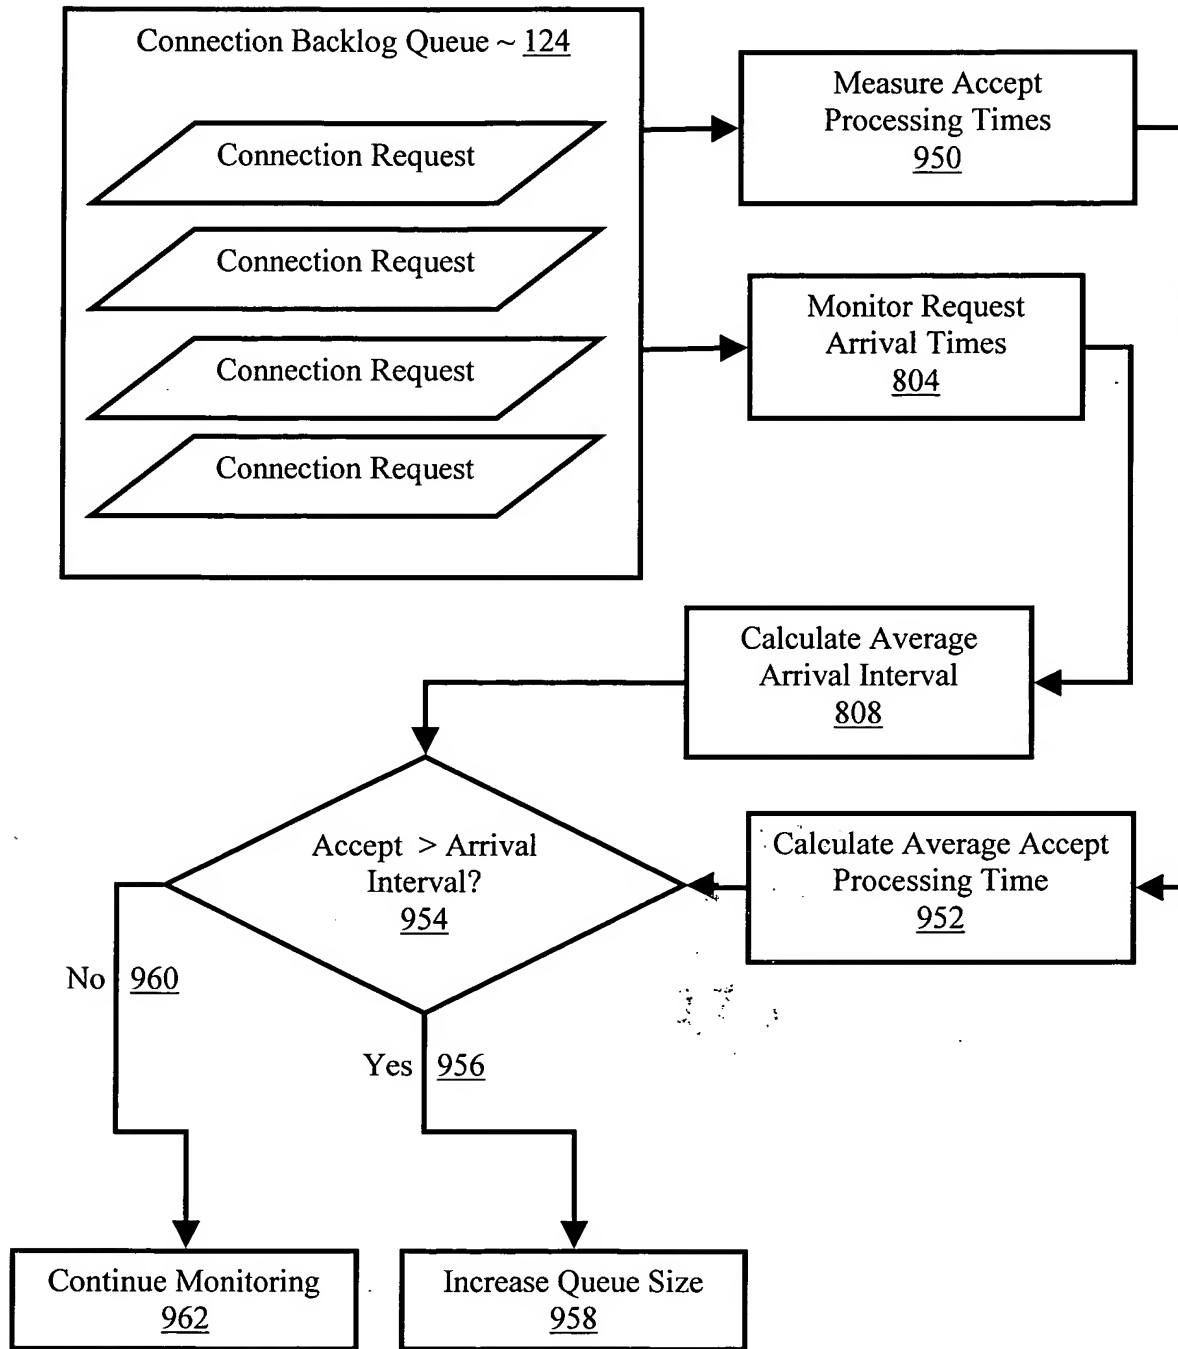 Connection Backlog Queue ~ 124
Connection Request
Connection Request
Connection Request
Connection Request
Measure Accept
Processing Times
950
Monitor Request
Arrival Times
804
Calculate Average
Arrival Interval
808
Accept > Arrival
Interval?
954
Calculate Average Accept
Processing Time
952
No 960
Yes 956
Continue Monitoring
962
Increase Queue Size
958